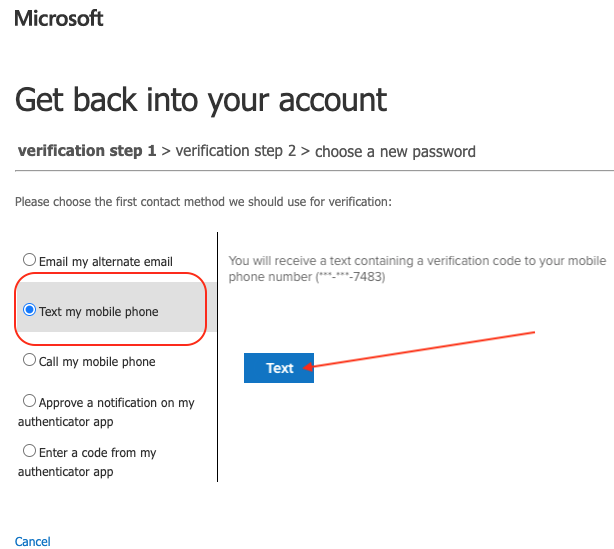 Microsoft
Get back into your account
verification step 1 > verification step 2 > choose a new password
Please choose the first contact method we should use for verification:
Email my alternate email
Text my mobile phone
Call my mobile phone
Approve a notification on my
authenticator app
Enter a code from my
authenticator app
You will receive a text containing a verification code to your mobile
phone number (***-***-7483)
Text
Cancel